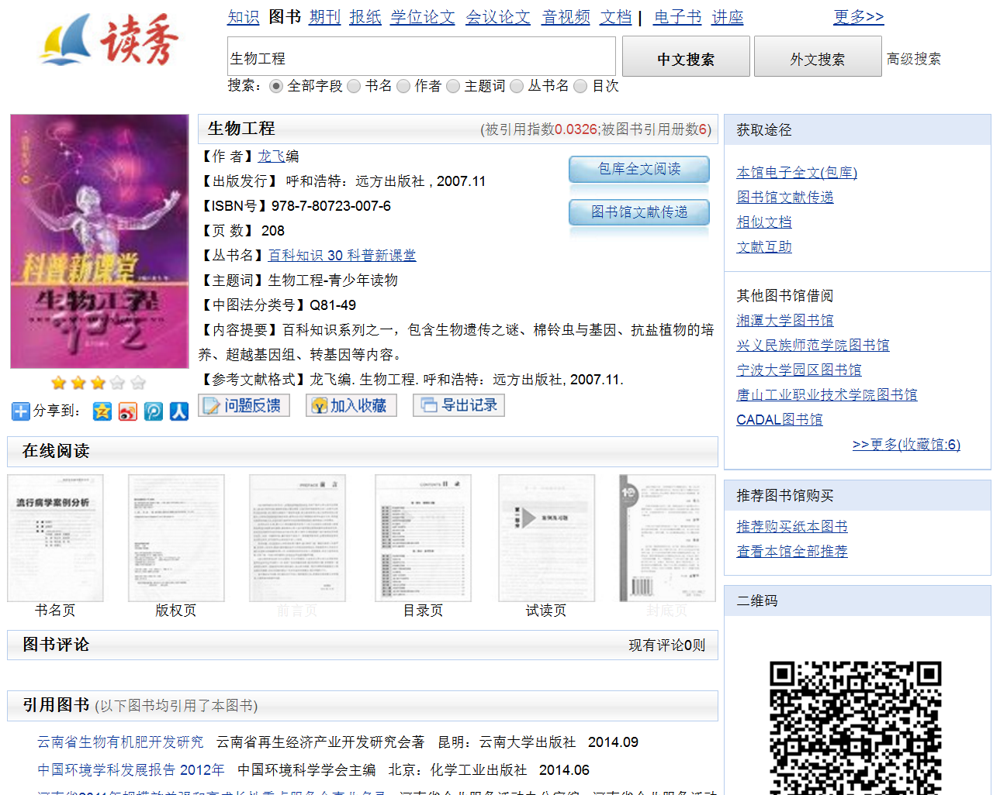 读秀
知识 图书 期刊 报纸 学位论文 会议论文 音视频 文档 | 电子书 讲座 更多>>
生物工程 中文搜索 外文搜索 高级搜索
搜索: 全部字段 书名 作者 主题词 丛书名 目次
科普新课堂
生物工程
分享到:
生物工程 (被引用指数0.0326;被图书引用册数6)
【作 者】龙飞编
【出版发行】 呼和浩特：远方出版社 , 2007.11
【ISBN号】978-7-80723-007-6
【页 数】 208
【丛书名】百科知识 30 科普新课堂
【主题词】生物工程-青少年读物
【中图法分类号】Q81-49
【内容提要】百科知识系列之一，包含生物遗传之谜、棉铃虫与基因、抗盐植物的培
养、超越基因组、转基因等内容。
【参考文献格式】龙飞编. 生物工程. 呼和浩特：远方出版社, 2007.11.
包库全文阅读
图书馆文献传递
问题反馈 加入收藏 导出记录
在线阅读
流行病学案例分析
PREFACE 前 言
CONTENTS 目 录
第一部分 案例及习题
书名页 版权页 前言页 目录页 试读页 封底页
图书评论 现有评论0则
引用图书 (以下图书均引用了本图书)
云南省生物有机肥开发研究 云南省再生经济产业开发研究会著 昆明：云南大学出版社 2014.09
中国环境学科发展报告 2012年 中国环境科学学会主编 北京：化学工业出版社 2014.06
获取途径
本馆电子全文(包库)
图书馆文献传递
相似文档
文献互助
其他图书馆借阅
湘潭大学图书馆
兴义民族师范学院图书馆
宁波大学园区图书馆
唐山工业职业技术学院图书馆
CADAL图书馆
>>更多(收藏馆:6)
推荐图书馆购买
推荐购买纸本图书
查看本馆全部推荐
二维码